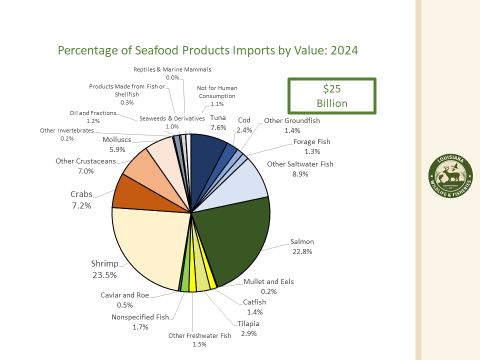 Percentage of Seafood Products Imports by Value: 2024
$25
Billion
Reptiles & Marine Mammals
0.0%
Products Made from Fish or
Shellfish
0.3%
Not for Human
Consumption
1.1%
Oil and Fractions
1.2%
Seaweeds & Derivatives
1.0%
Tuna
7.6%
Cod
2.4%
Other Groundfish
1.4%
Other Invertebrates
0.2%
Molluscs
5.9%
Forage Fish
1.3%
Other Crustaceans
7.0%
Other Saltwater Fish
8.9%
Crabs
7.2%
Salmon
22.8%
Shrimp
23.5%
Mullet and Eels
0.2%
Caviar and Roe
0.5%
Catfish
1.4%
Nonspecified Fish
1.7%
Tilapia
2.9%
Other Freshwater Fish
1.5%
LOUISIANA
WILDLIFE & FISHERIES